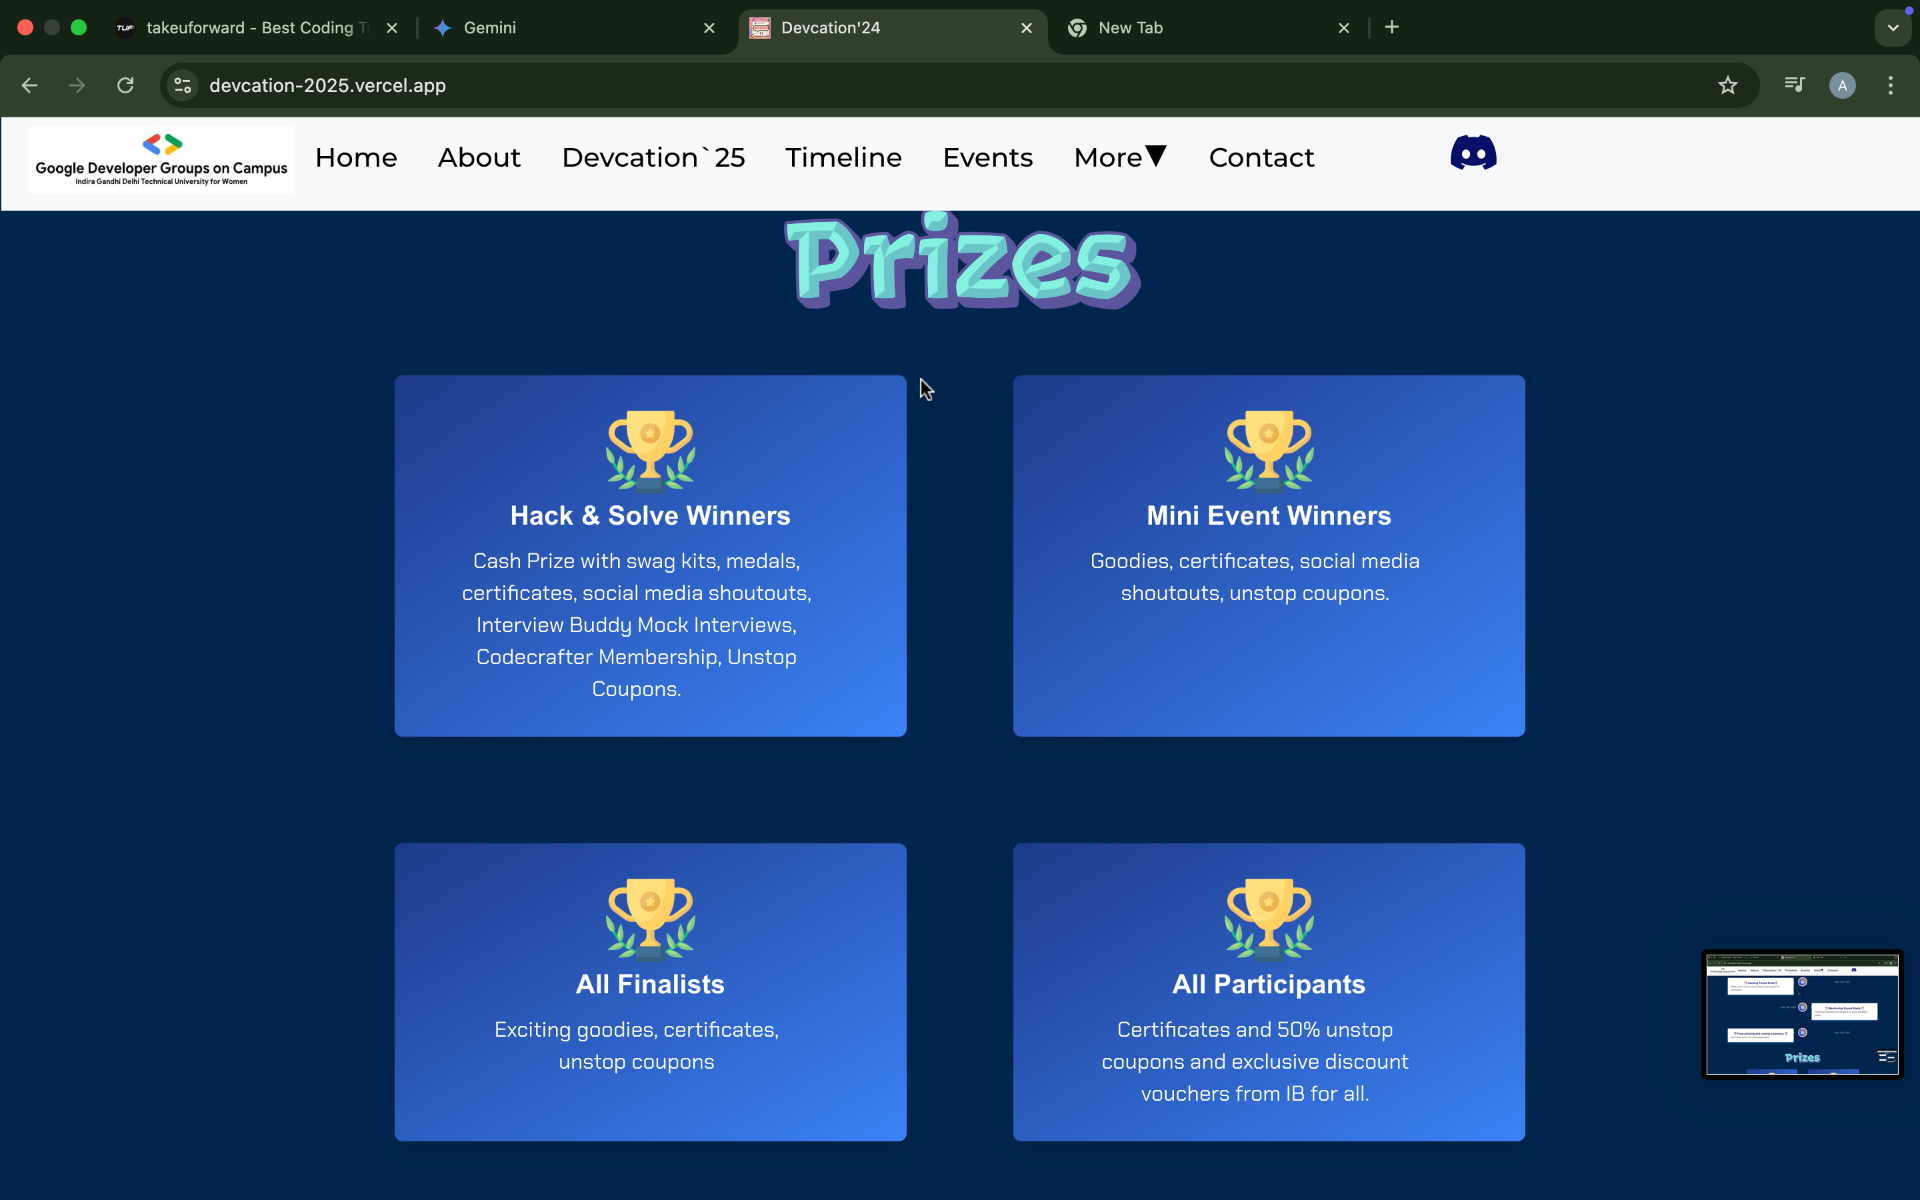 takeuforward - Best Coding T
Gemini
Devcation'24
New Tab
devcation-2025.vercel.app
A
Google Developer Groups on Campus
Indira Gandhi Delhi Technical University for Women
Home
About
Devcation`25
Timeline
Events
More▼
Contact
Prizes
Hack & Solve Winners
Cash Prize with swag kits, medals,
certificates, social media shoutouts,
Interview Buddy Mock Interviews,
Codecrafter Membership, Unstop
Coupons.
Mini Event Winners
Goodies, certificates, social media
shoutouts, unstop coupons.
All Finalists
Exciting goodies, certificates,
unstop coupons
All Participants
Certificates and 50% unstop
coupons and exclusive discount
vouchers from IB for all.
Prizes